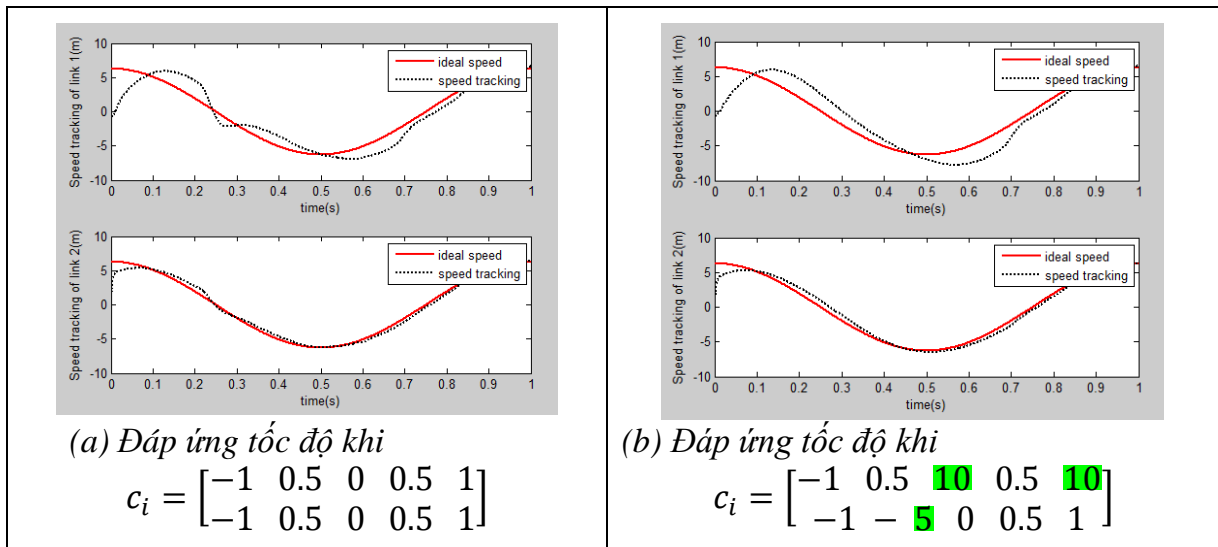 Speed tracking of link 1(m)
10
5
0
-5
-10
ideal speed
speed tracking
0 0.1 0.2 0.3 0.4 0.5 0.6 0.7 0.8 0.9 1
time(s)
Speed tracking of link 2(m)
10
5
0
-5
-10
ideal speed
speed tracking
0 0.1 0.2 0.3 0.4 0.5 0.6 0.7 0.8 0.9 1
time(s)
(a) Đáp ứng tốc độ khi
c_i = [−1 0.5 0 0.5 1
−1 0.5 0 0.5 1]
Speed tracking of link 1(m)
10
5
0
-5
-10
ideal speed
speed tracking
0 0.1 0.2 0.3 0.4 0.5 0.6 0.7 0.8 0.9 1
time(s)
Speed tracking of link 2(m)
10
5
0
-5
-10
ideal speed
speed tracking
0 0.1 0.2 0.3 0.4 0.5 0.6 0.7 0.8 0.9 1
time(s)
(b) Đáp ứng tốc độ khi
c_i = [−1 0.5 10 0.5 10
−1 − 5 0 0.5 1]